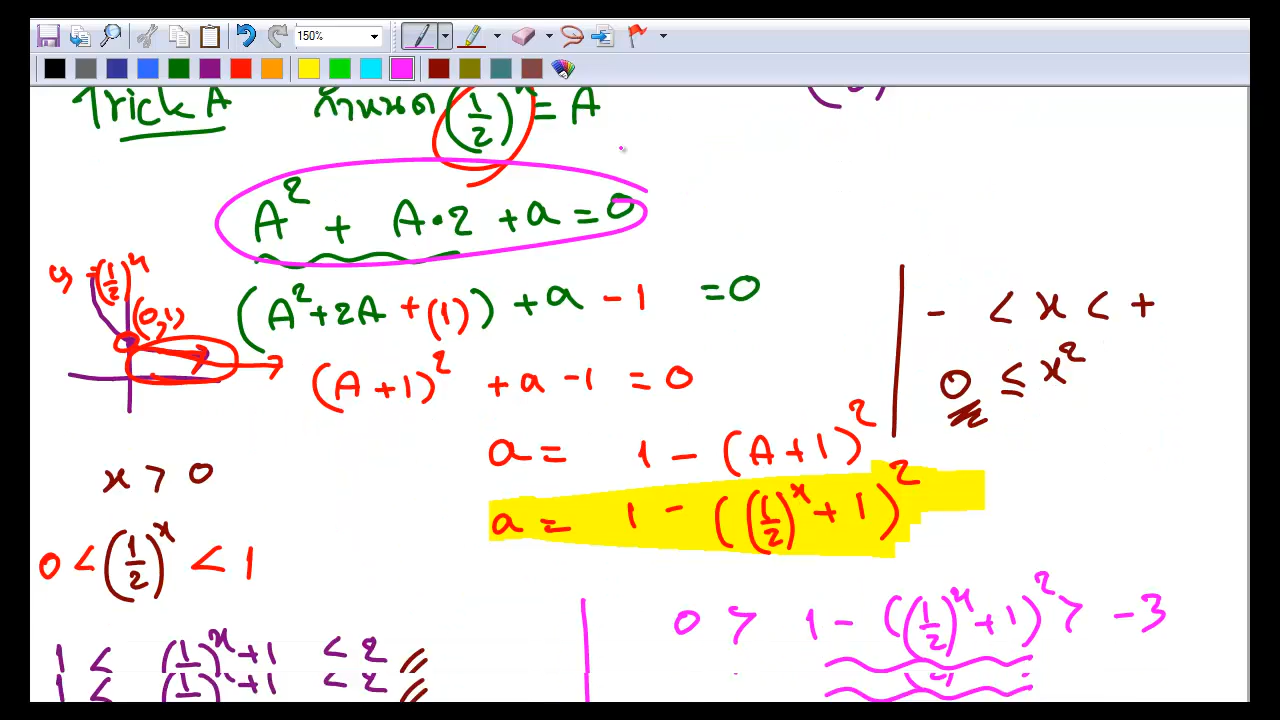 150%
Trick A กำหนด (1/2)^x = A
A² + A·2 + a = 0
y = (1/2)^x
(0,1)
(A²+2A + (1)) + a - 1 = 0
(A+1)² + a - 1 = 0
a = 1 - (A+1)²
a = 1 - ((1/2)^x + 1)²
- < x < +
0 ≤ x²
x > 0
0 < (1/2)^x < 1
1 < (1/2)^x + 1 < 2
1 < (1/2)^x + 1 < 2
0 > 1 - ((1/2)^x + 1)² > -3